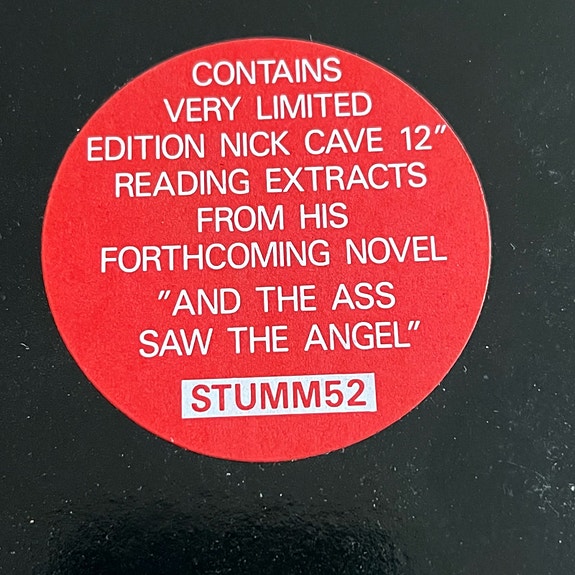 CONTAINS
VERY LIMITED
EDITION NICK CAVE 12"
READING EXTRACTS
FROM HIS
FORTHCOMING NOVEL
"AND THE ASS
SAW THE ANGEL"
STUMM52